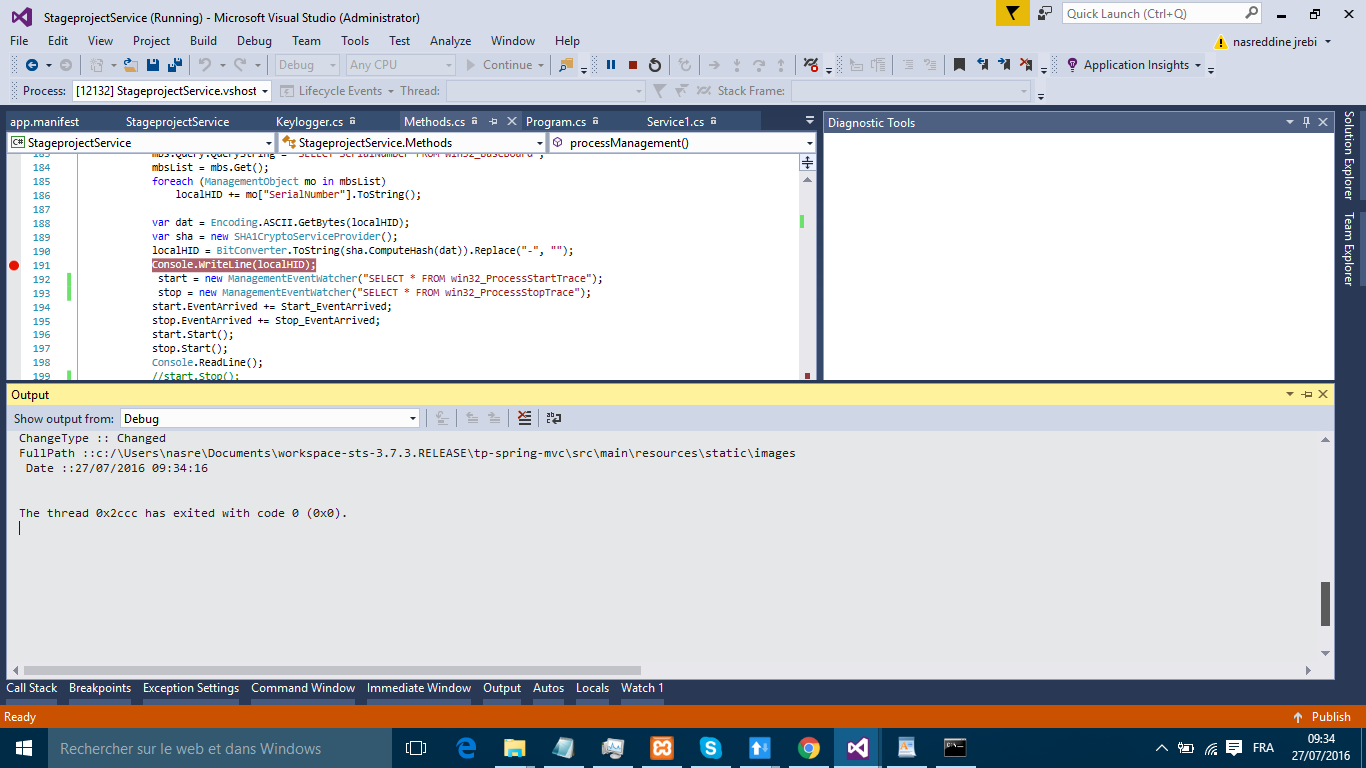 StageprojectService (Running) - Microsoft Visual Studio (Administrator)
Quick Launch (Ctrl+Q)
File Edit View Project Build Debug Team Tools Test Analyze Window Help
nasreddine jrebi
Debug Any CPU Continue Application Insights
Process: [12132] StageprojectService.vshost Lifecycle Events Thread: Stack Frame:
app.manifest StageprojectService Keylogger.cs Methods.cs Program.cs Service1.cs
Diagnostic Tools
Solution Explorer
Team Explorer
StageprojectService StageprojectService.Methods processManagement()
183 mbs.Query.QueryString = "SELECT SerialNumber FROM Win32_BaseBoard";
184 mbsList = mbs.Get();
185 foreach (ManagementObject mo in mbsList)
186 localHID += mo["SerialNumber"].ToString();
187
188 var dat = Encoding.ASCII.GetBytes(localHID);
189 var sha = new SHA1CryptoServiceProvider();
190 localHID = BitConverter.ToString(sha.ComputeHash(dat)).Replace("-", "");
191 Console.WriteLine(localHID);
192 start = new ManagementEventWatcher("SELECT * FROM win32_ProcessStartTrace");
193 stop = new ManagementEventWatcher("SELECT * FROM win32_ProcessStopTrace");
194 start.EventArrived += Start_EventArrived;
195 stop.EventArrived += Stop_EventArrived;
196 start.Start();
197 stop.Start();
198 Console.ReadLine();
199 //start.Stop();
Output
Show output from: Debug
ChangeType :: Changed
FullPath ::c:/\Users\nasre\Documents\workspace-sts-3.7.3.RELEASE\tp-spring-mvc\src\main\resources\static\images
Date ::27/07/2016 09:34:16
The thread 0x2ccc has exited with code 0 (0x0).
Call Stack Breakpoints Exception Settings Command Window Immediate Window Output Autos Locals Watch 1
Ready
Publish
Rechercher sur le web et dans Windows
FRA
09:34
27/07/2016